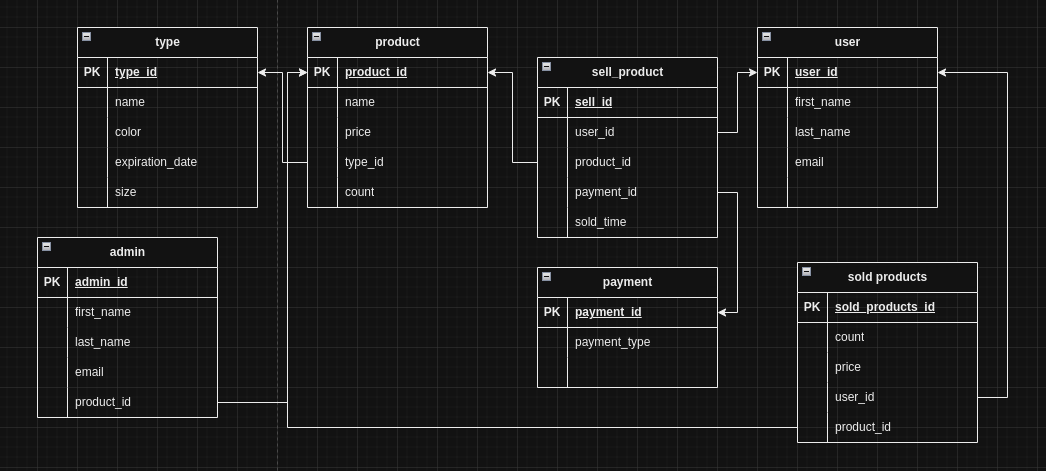 type
PK type_id
name
color
expiration_date
size
product
PK product_id
name
price
type_id
count
sell_product
PK sell_id
user_id
product_id
payment_id
sold_time
user
PK user_id
first_name
last_name
email
admin
PK admin_id
first_name
last_name
email
product_id
payment
PK payment_id
payment_type
sold products
PK sold_products_id
count
price
user_id
product_id